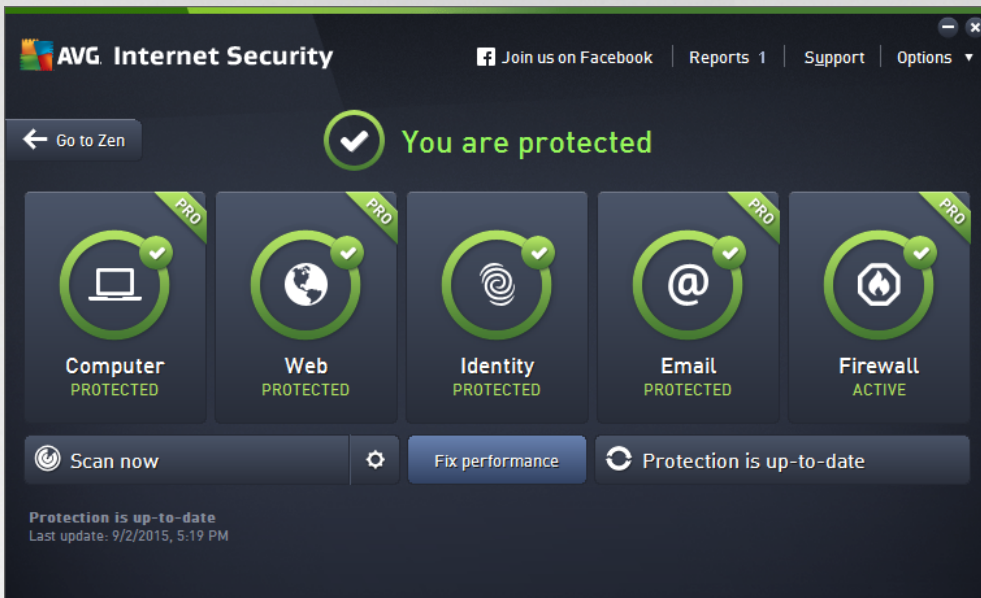 AVG. Internet Security
Join us on Facebook
Reports 1
Support
Options
Go to Zen
You are protected
PRO
PRO
PRO
PRO
Computer
PROTECTED
Web
PROTECTED
Identity
PROTECTED
Email
PROTECTED
Firewall
ACTIVE
Scan now
Fix performance
Protection is up-to-date
Protection is up-to-date
Last update: 9/2/2015, 5:19 PM